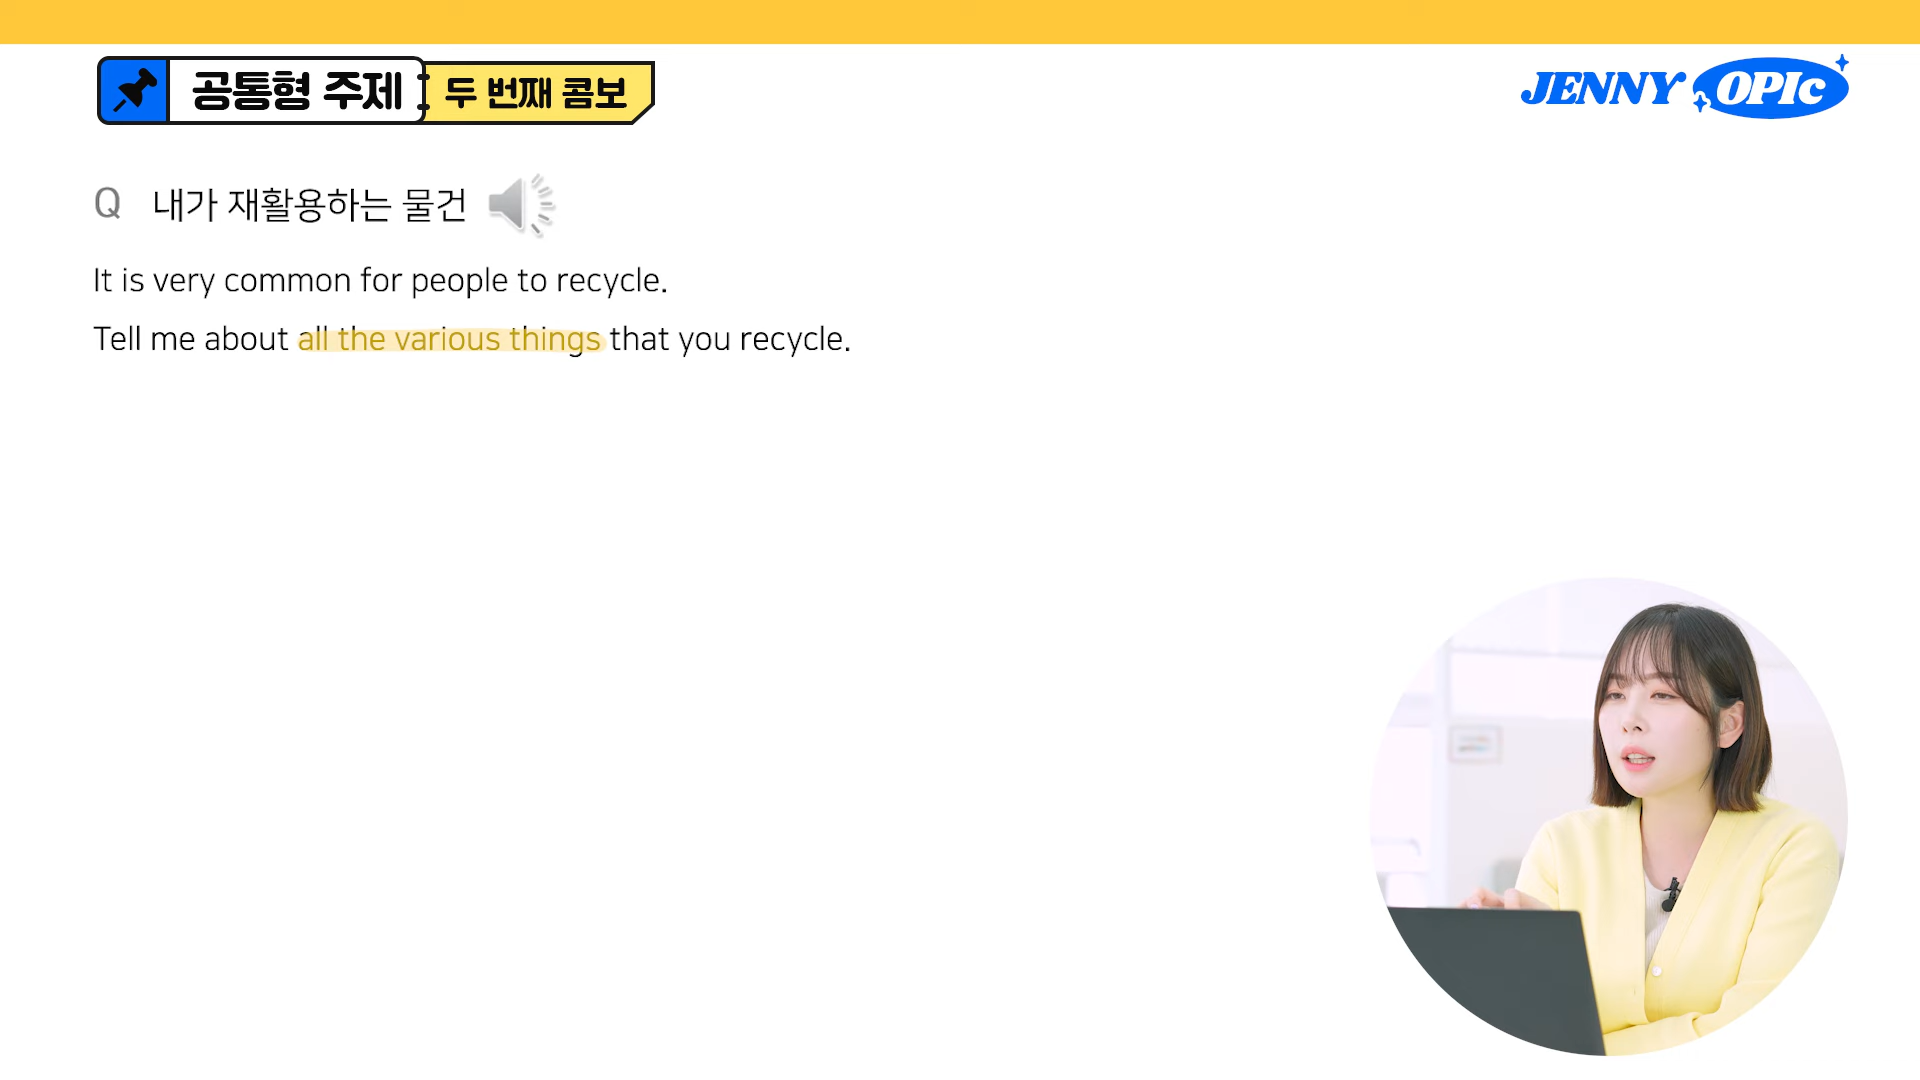 공통형 주제 두 번째 콤보
JENNY OPIc
Q 내가 재활용하는 물건
It is very common for people to recycle.
Tell me about all the various things that you recycle.